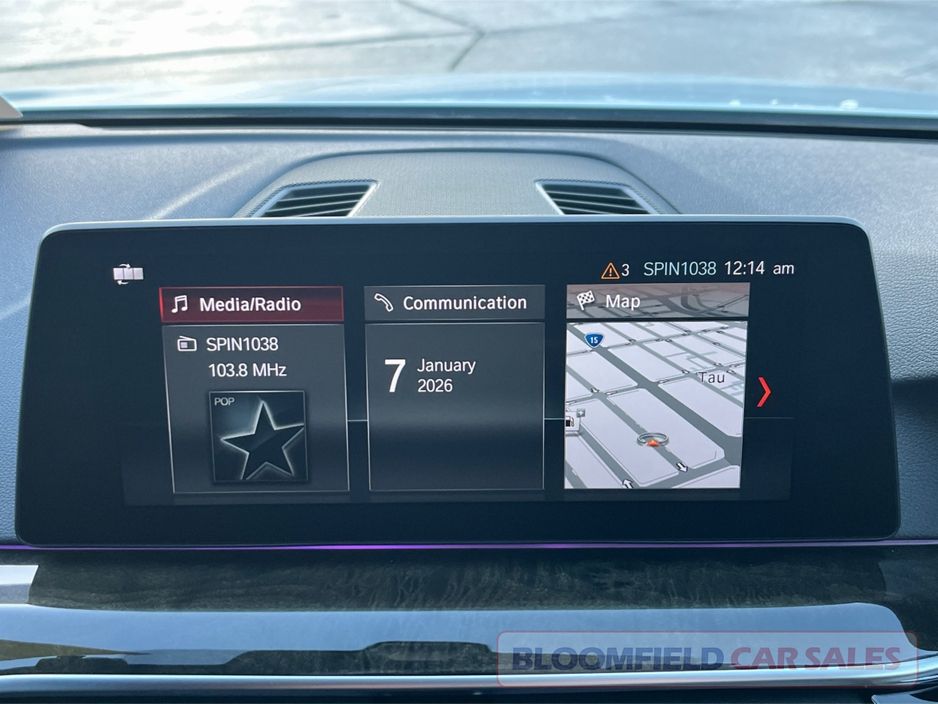 3 SPIN1038 12:14 am
Media/Radio
SPIN1038
103.8 MHz
POP
Communication
7 January
2026
Map
15
Tau
BLOOMFIELD CAR SALES